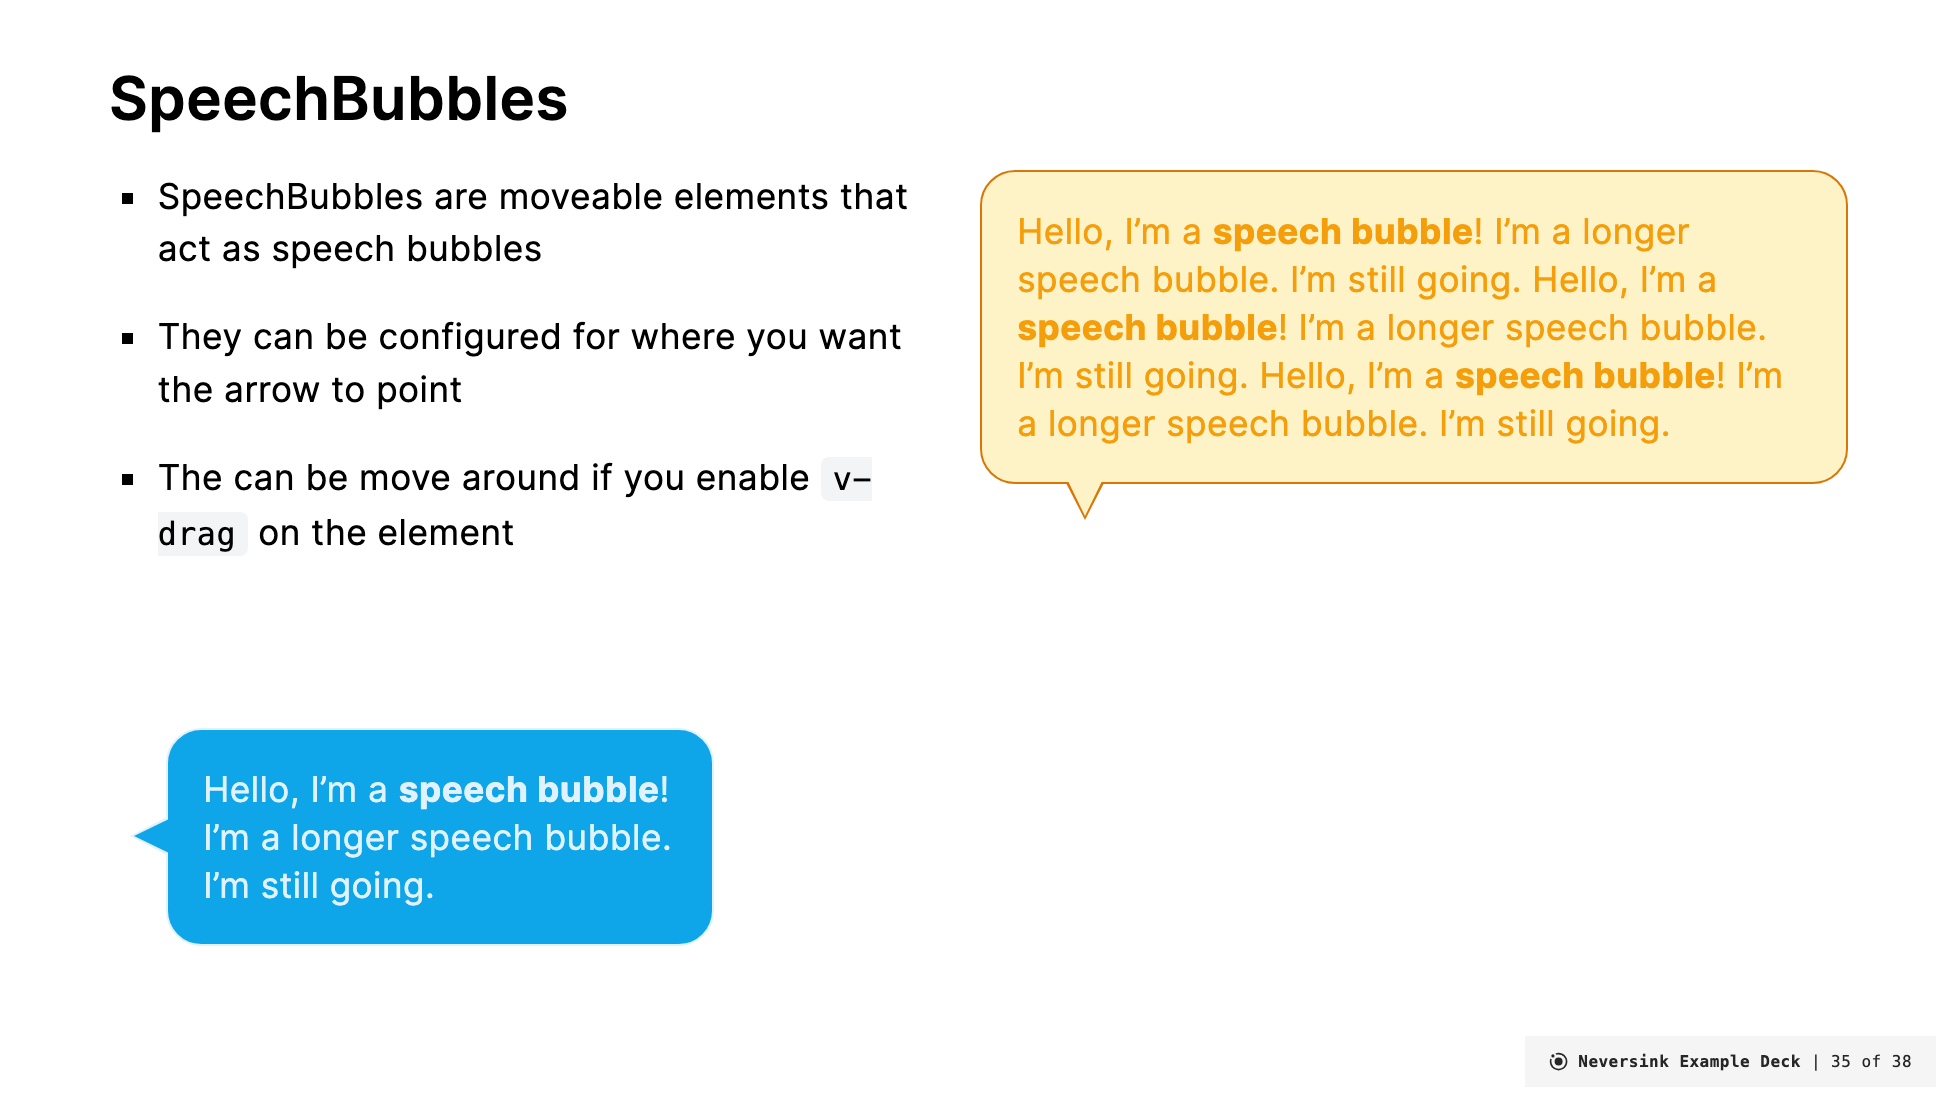 SpeechBubbles
SpeechBubbles are moveable elements that
act as speech bubbles
They can be configured for where you want
the arrow to point
The can be move around if you enable v-
drag on the element
Hello, I’m a speech bubble! I’m a longer
speech bubble. I’m still going. Hello, I’m a
speech bubble! I’m a longer speech bubble.
I’m still going. Hello, I’m a speech bubble! I’m
a longer speech bubble. I’m still going.
Hello, I’m a speech bubble!
I’m a longer speech bubble.
I’m still going.
Neversink Example Deck | 35 of 38